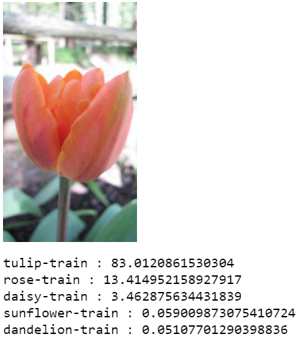 tulip-train : 83.0120861530304
rose-train : 13.414952158927917
daisy-train : 3.462875634431839
sunflower-train : 0.059009873075410724
dandelion-train : 0.05107701290398836